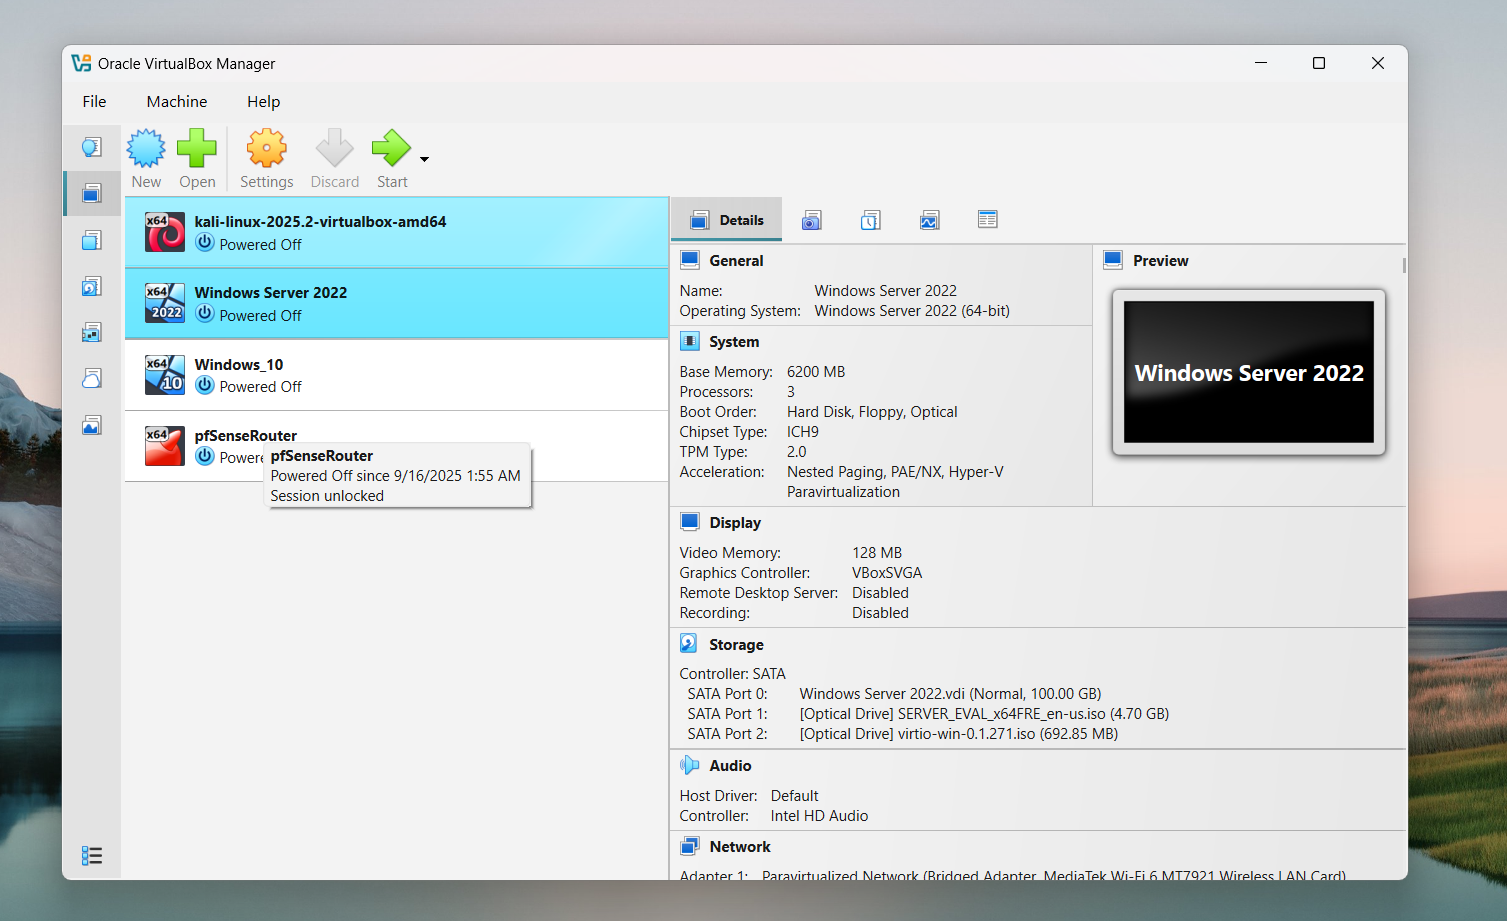 Oracle VirtualBox Manager
File Machine Help
New Open Settings Discard Start
x64
kali-linux-2025.2-virtualbox-amd64
Powered Off
x64
2022
Windows Server 2022
Powered Off
x64
10
Windows_10
Powered Off
x64
pfSenseRouter
Powere
pfSenseRouter
Powered Off since 9/16/2025 1:55 AM
Session unlocked
Details
General
Name: Windows Server 2022
Operating System: Windows Server 2022 (64-bit)
Preview
Windows Server 2022
System
Base Memory: 6200 MB
Processors: 3
Boot Order: Hard Disk, Floppy, Optical
Chipset Type: ICH9
TPM Type: 2.0
Acceleration: Nested Paging, PAE/NX, Hyper-V
Paravirtualization
Display
Video Memory: 128 MB
Graphics Controller: VBoxSVGA
Remote Desktop Server: Disabled
Recording: Disabled
Storage
Controller: SATA
SATA Port 0: Windows Server 2022.vdi (Normal, 100.00 GB)
SATA Port 1: [Optical Drive] SERVER_EVAL_x64FRE_en-us.iso (4.70 GB)
SATA Port 2: [Optical Drive] virtio-win-0.1.271.iso (692.85 MB)
Audio
Host Driver: Default
Controller: Intel HD Audio
Network
Adapter 1: Paravirtualized Network (Bridged Adapter, MediaTek Wi-Fi 6 MT7921 Wireless LAN Card)